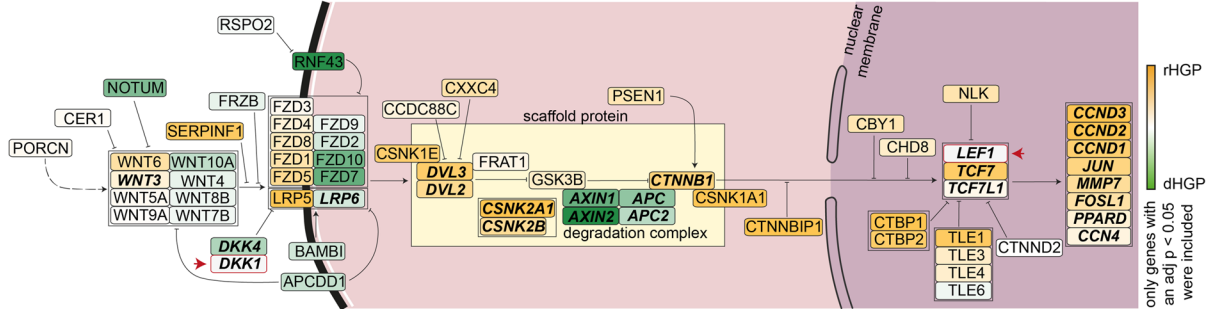 RSPO2
RNF43
NOTUM
FRZB
CER1
SERPINF1
PORCN
WNT6
WNT10A
WNT3
WNT4
WNT5A
WNT8B
WNT9A
WNT7B
DKK4
DKK1
BAMBI
APCDD1
FZD3
FZD4
FZD9
FZD8
FZD2
FZD1
FZD10
FZD5
FZD7
LRP5
LRP6
CXXC4
CCDC88C
PSEN1
scaffold protein
CSNK1E
DVL3
DVL2
FRAT1
GSK3B
CTNNB1
CSNK1A1
CSNK2A1
CSNK2B
AXIN1
APC
AXIN2
APC2
degradation complex
CTNNBIP1
nuclear
membrane
NLK
CBY1
CHD8
LEF1
TCF7
TCF7L1
CTBP1
CTBP2
TLE1
TLE3
TLE4
TLE6
CTNND2
CCND3
CCND2
CCND1
JUN
MMP7
FOSL1
PPARD
CCN4
rHGP
dHGP
only genes with
an adj p < 0.05
were included